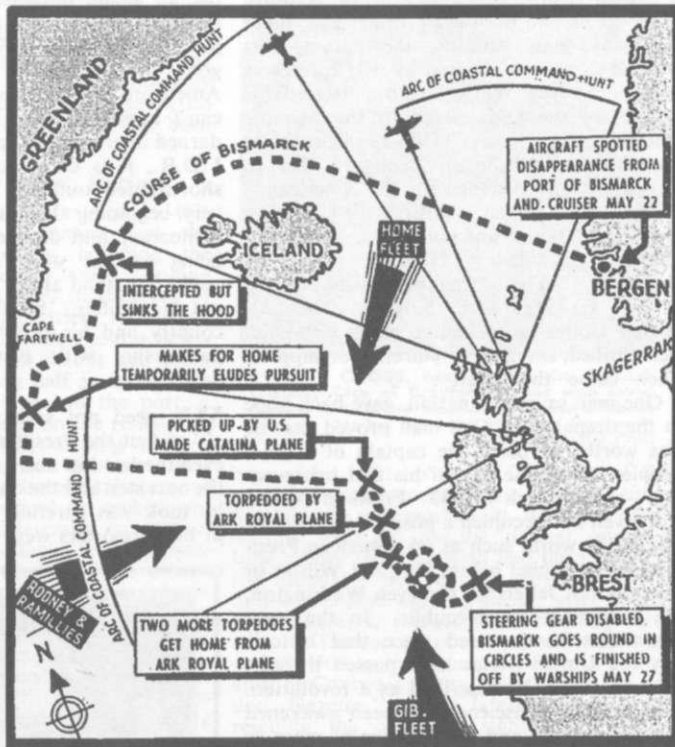 GREENLAND
ARC OF COASTAL COMMAND HUNT
ARC OF COASTAL COMMAND HUNT
COURSE OF BISMARCK
AIRCRAFT SPOTTED
DISAPPEARANCE FROM
PORT OF BISMARCK
AND CRUISER MAY 22
HOME
FLEET
ICELAND
BERGEN
INTERCEPTED BUT
SINKS THE HOOD
CAPE
FAREWELL
SKAGERRAK
MAKES FOR HOME
TEMPORARILY ELUDES PURSUIT
PICKED UP-BY U.S.
MADE CATALINA PLANE
TORPEDOED BY
ARK ROYAL PLANE
ARC OF COASTAL COMMAND HUNT
RODNEY &
RAMILLIES
BREST
TWO MORE TORPEDOES
GET HOME FROM
ARK ROYAL PLANE
STEERING GEAR DISABLED,
BISMARCK GOES ROUND IN
CIRCLES AND IS FINISHED
OFF BY WARSHIPS MAY 27
N
GIB.
FLEET